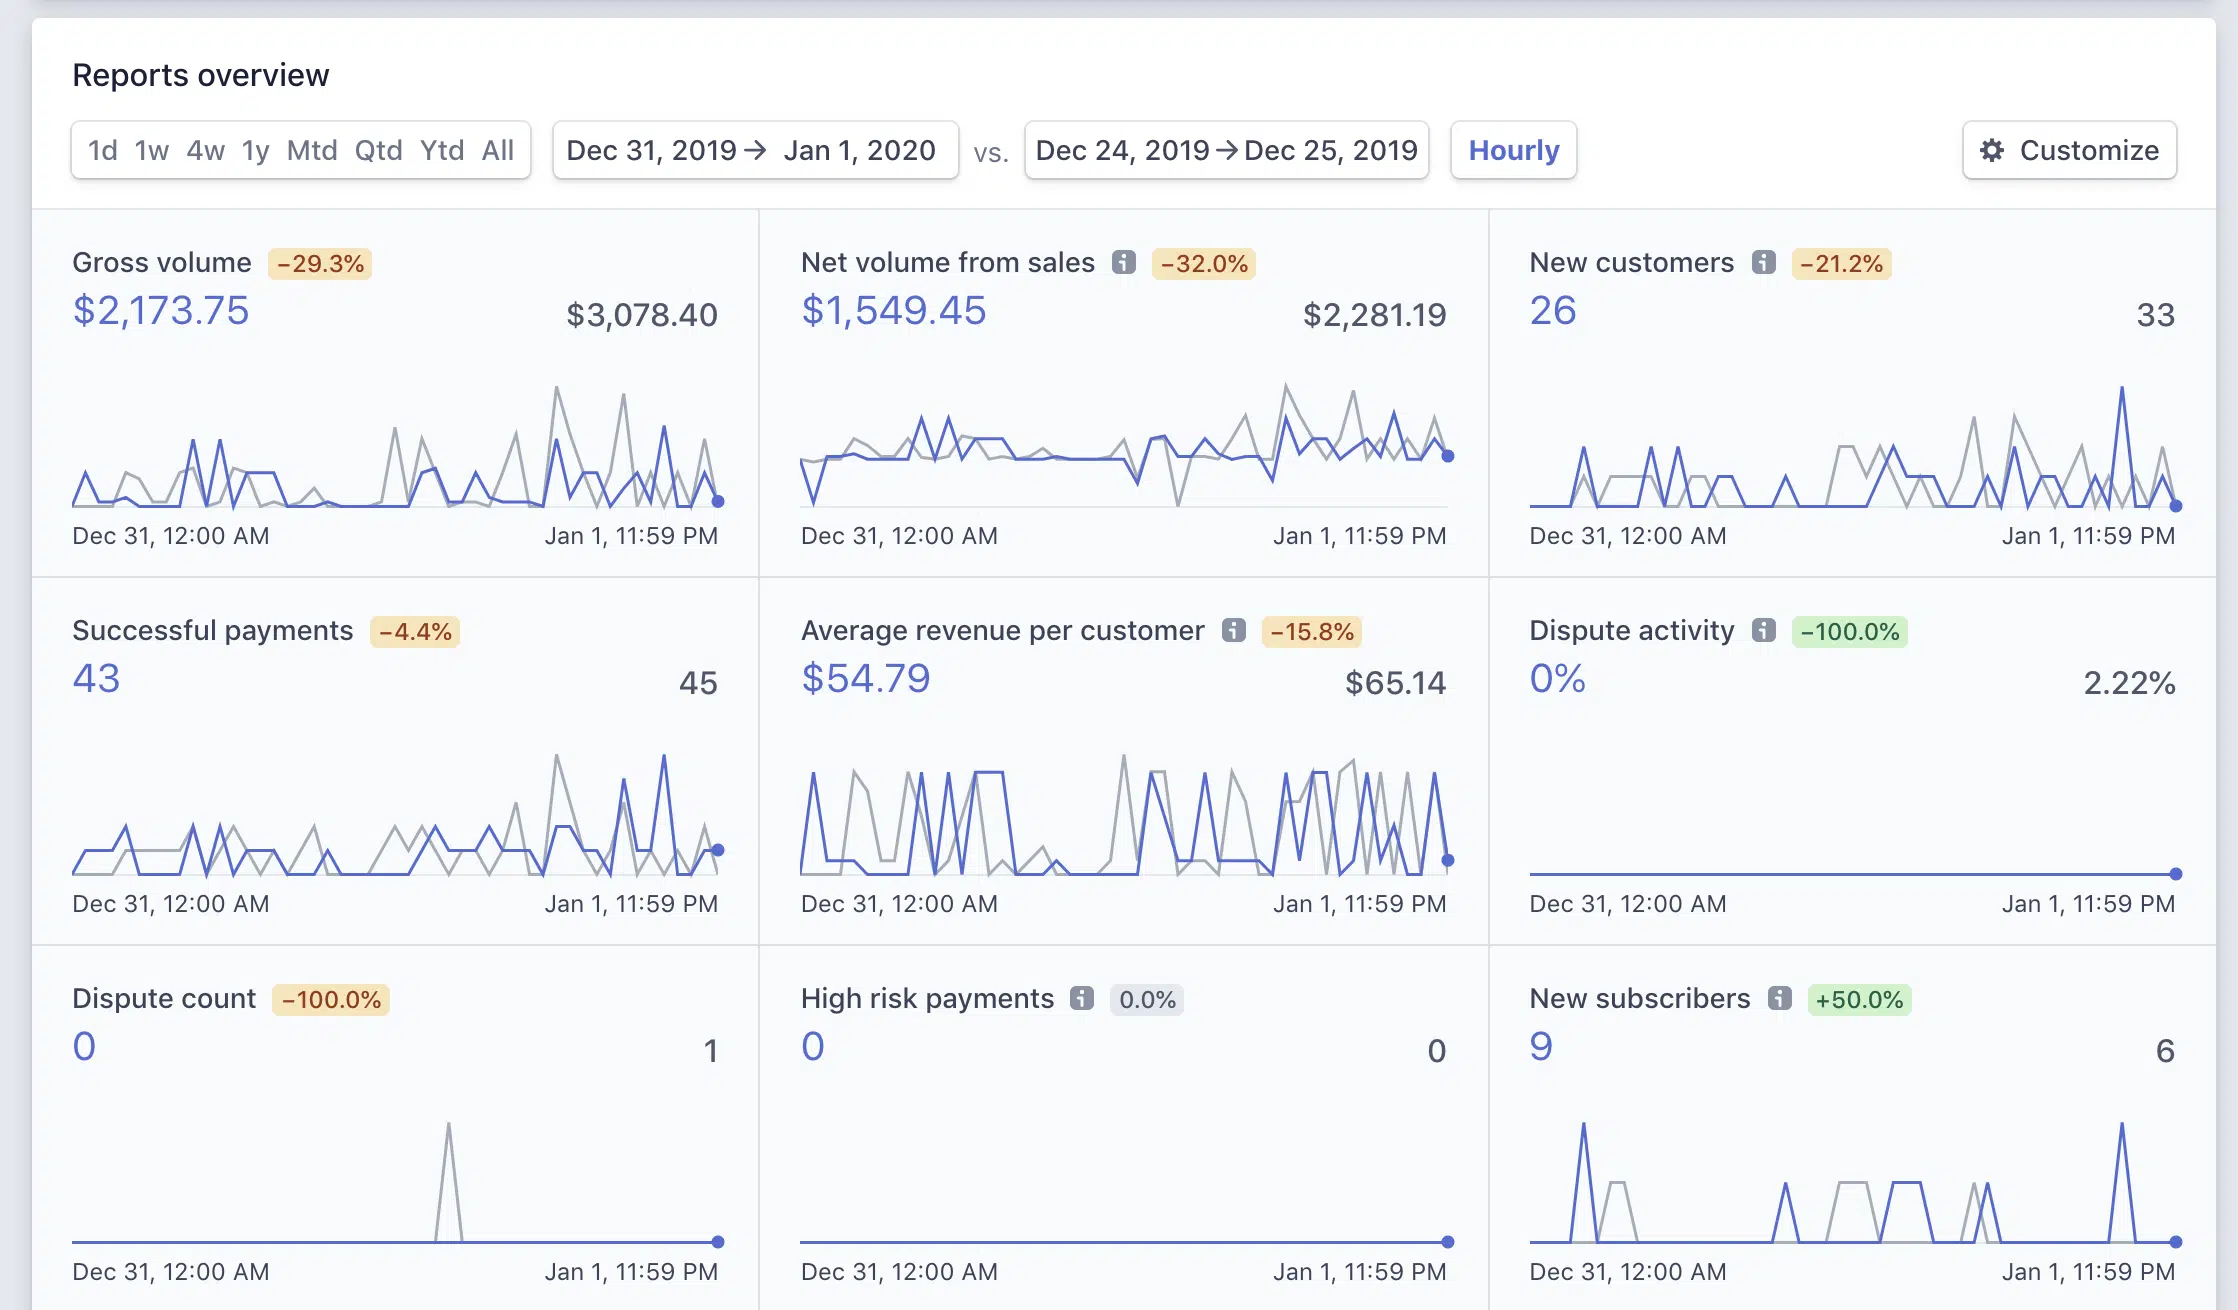 Reports overview
1d 1w 4w 1y Mtd Qtd Ytd All Dec 31, 2019 → Jan 1, 2020 vs. Dec 24, 2019 → Dec 25, 2019 Hourly Customize
Gross volume −29.3%
$2,173.75 $3,078.40
Dec 31, 12:00 AM Jan 1, 11:59 PM
Net volume from sales −32.0%
$1,549.45 $2,281.19
Dec 31, 12:00 AM Jan 1, 11:59 PM
New customers −21.2%
26 33
Dec 31, 12:00 AM Jan 1, 11:59 PM
Successful payments −4.4%
43 45
Dec 31, 12:00 AM Jan 1, 11:59 PM
Average revenue per customer −15.8%
$54.79 $65.14
Dec 31, 12:00 AM Jan 1, 11:59 PM
Dispute activity −100.0%
0% 2.22%
Dec 31, 12:00 AM Jan 1, 11:59 PM
Dispute count −100.0%
0 1
Dec 31, 12:00 AM Jan 1, 11:59 PM
High risk payments 0.0%
0 0
Dec 31, 12:00 AM Jan 1, 11:59 PM
New subscribers +50.0%
9 6
Dec 31, 12:00 AM Jan 1, 11:59 PM